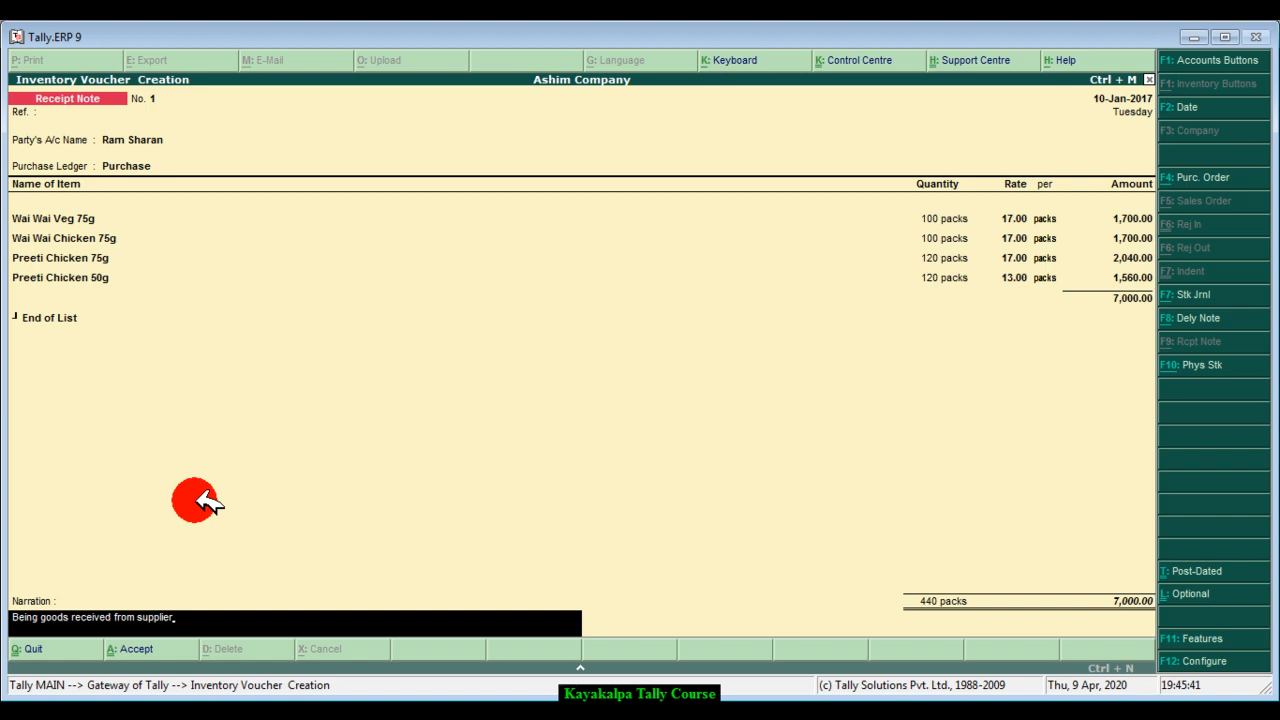 Tally.ERP 9
P: Print E: Export M: E-Mail O: Upload G: Language K: Keyboard K: Control Centre H: Support Centre H: Help
Inventory Voucher Creation Ashim Company Ctrl + M
Receipt Note No. 1 10-Jan-2017
Ref. : Tuesday
Party's A/c Name : Ram Sharan
Purchase Ledger : Purchase
Name of Item Quantity Rate per Amount
Wai Wai Veg 75g 100 packs 17.00 packs 1,700.00
Wai Wai Chicken 75g 100 packs 17.00 packs 1,700.00
Preeti Chicken 75g 120 packs 17.00 packs 2,040.00
Preeti Chicken 50g 120 packs 13.00 packs 1,560.00
7,000.00
End of List
Narration : 440 packs 7,000.00
Being goods received from supplier.
Q: Quit A: Accept D: Delete X: Cancel
Ctrl + N
Tally MAIN --> Gateway of Tally --> Inventory Voucher Creation (c) Tally Solutions Pvt. Ltd., 1988-2009 Thu, 9 Apr, 2020 19:45:41
Kayakalpa Tally Course
F1: Accounts Buttons
F1: Inventory Buttons
F2: Date
F3: Company
F4: Purc. Order
F5: Sales Order
F6: Rej In
F6: Rej Out
F7: Indent
F7: Stk Jrnl
F8: Dely Note
F9: Rcpt Note
F10: Phys Stk
T: Post-Dated
L: Optional
F11: Features
F12: Configure